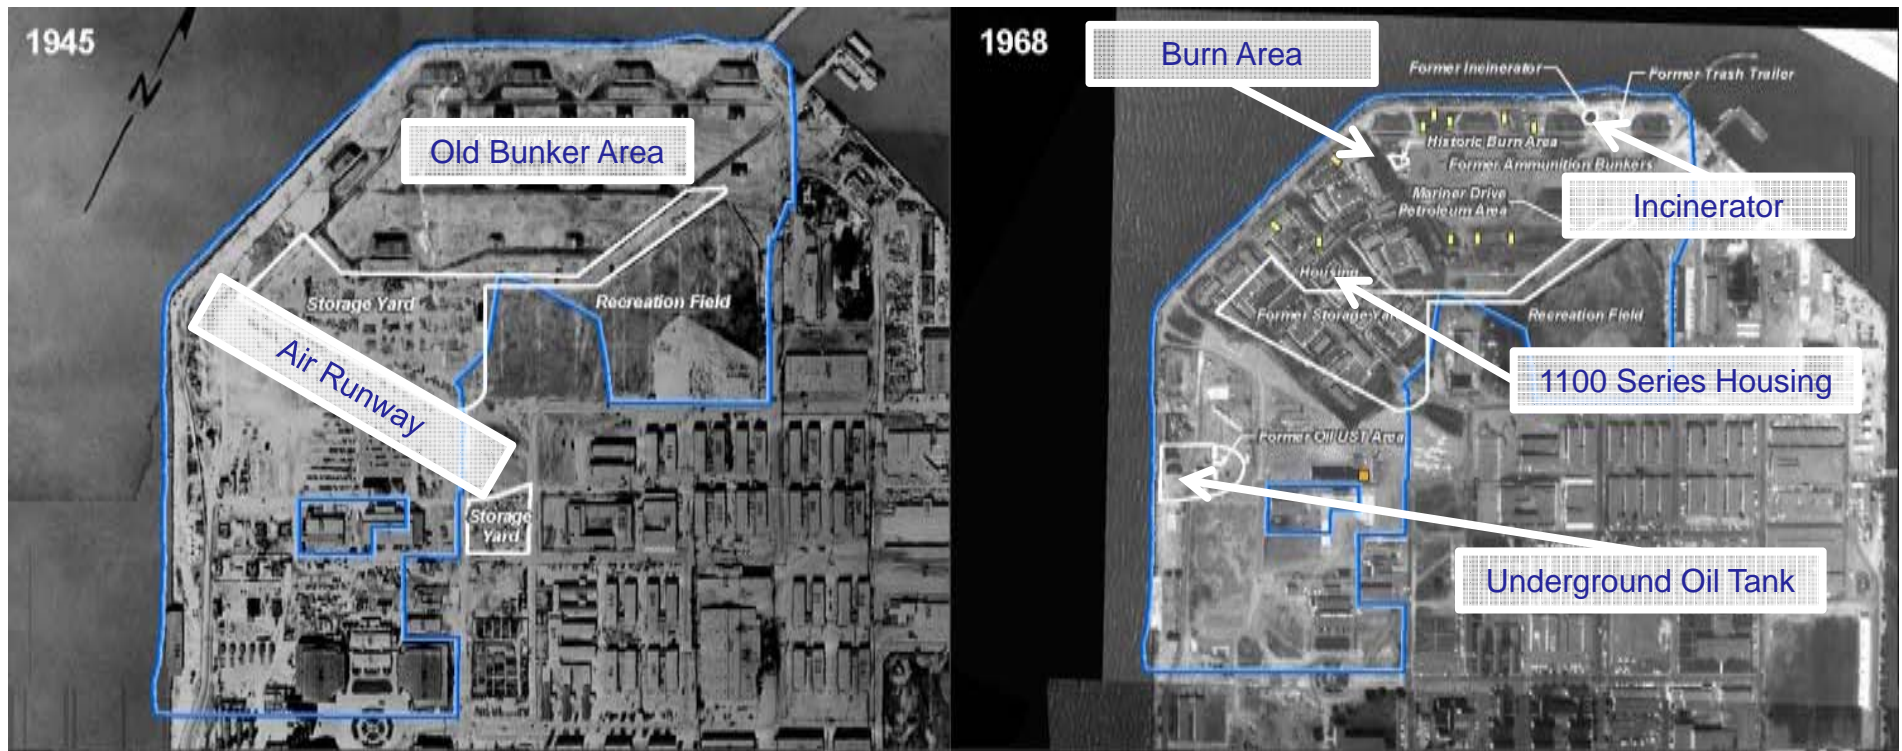 1945
N
Old Bunker Area
Storage Yard
Recreation Field
Air Runway
Storage
Yard
1968
Burn Area
Former Incinerator
Former Trash Trailer
Historic Burn Area
Former Ammunition Bunkers
Mariner Drive
Petroleum Area
Incinerator
Housing
Former Storage Yard
Recreation Field
1100 Series Housing
Former Oil UST Area
Underground Oil Tank